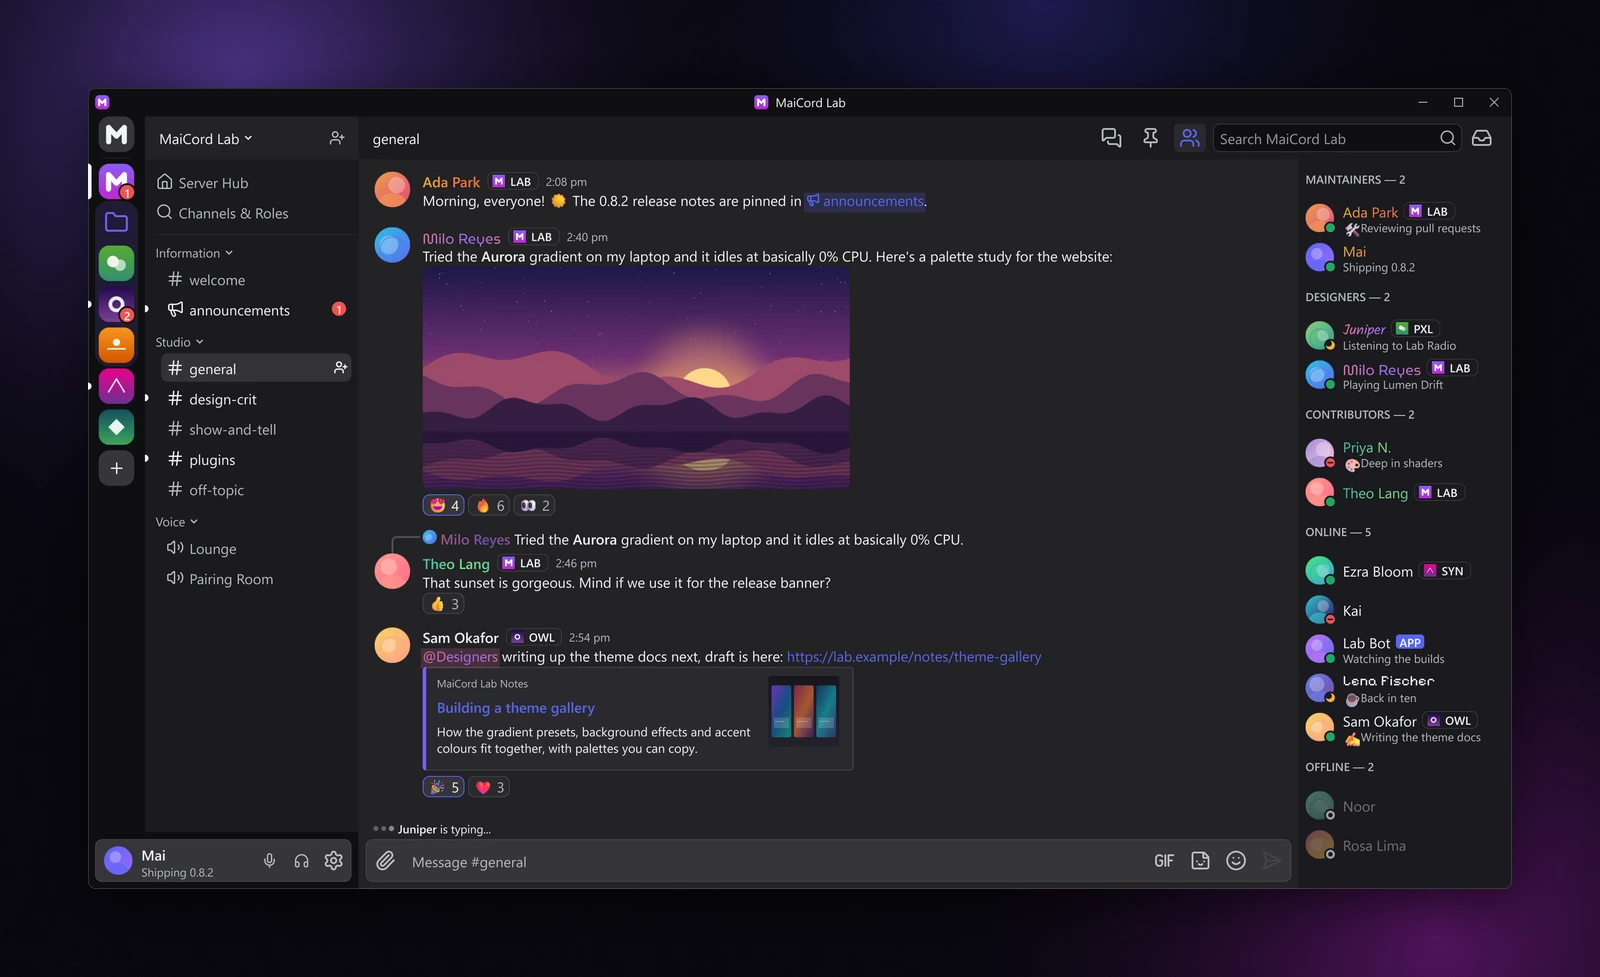 MaiCord Lab
MaiCord Lab
Server Hub
Channels & Roles
Information
welcome
announcements
1
Studio
general
design-crit
show-and-tell
plugins
off-topic
Voice
Lounge
Pairing Room
1
2
Mai
Shipping 0.8.2
general
Search MaiCord Lab
Ada Park LAB 2:08 pm
Morning, everyone! The 0.8.2 release notes are pinned in announcements.
Milo Reyes LAB 2:40 pm
Tried the Aurora gradient on my laptop and it idles at basically 0% CPU. Here's a palette study for the website:
4 6 2
Milo Reyes Tried the Aurora gradient on my laptop and it idles at basically 0% CPU.
Theo Lang LAB 2:46 pm
That sunset is gorgeous. Mind if we use it for the release banner?
3
Sam Okafor OWL 2:54 pm
@Designers writing up the theme docs next, draft is here: https://lab.example/notes/theme-gallery
MaiCord Lab Notes
Building a theme gallery
How the gradient presets, background effects and accent
colours fit together, with palettes you can copy.
5 3
Juniper is typing...
Message #general
GIF
MAINTAINERS — 2
Ada Park LAB
Reviewing pull requests
Mai
Shipping 0.8.2
DESIGNERS — 2
Juniper PXL
Listening to Lab Radio
Milo Reyes LAB
Playing Lumen Drift
CONTRIBUTORS — 2
Priya N.
Deep in shaders
Theo Lang LAB
ONLINE — 5
Ezra Bloom SYN
Kai
Lab Bot APP
Watching the builds
Lena Fischer
Back in ten
Sam Okafor OWL
Writing the theme docs
OFFLINE — 2
Noor
Rosa Lima